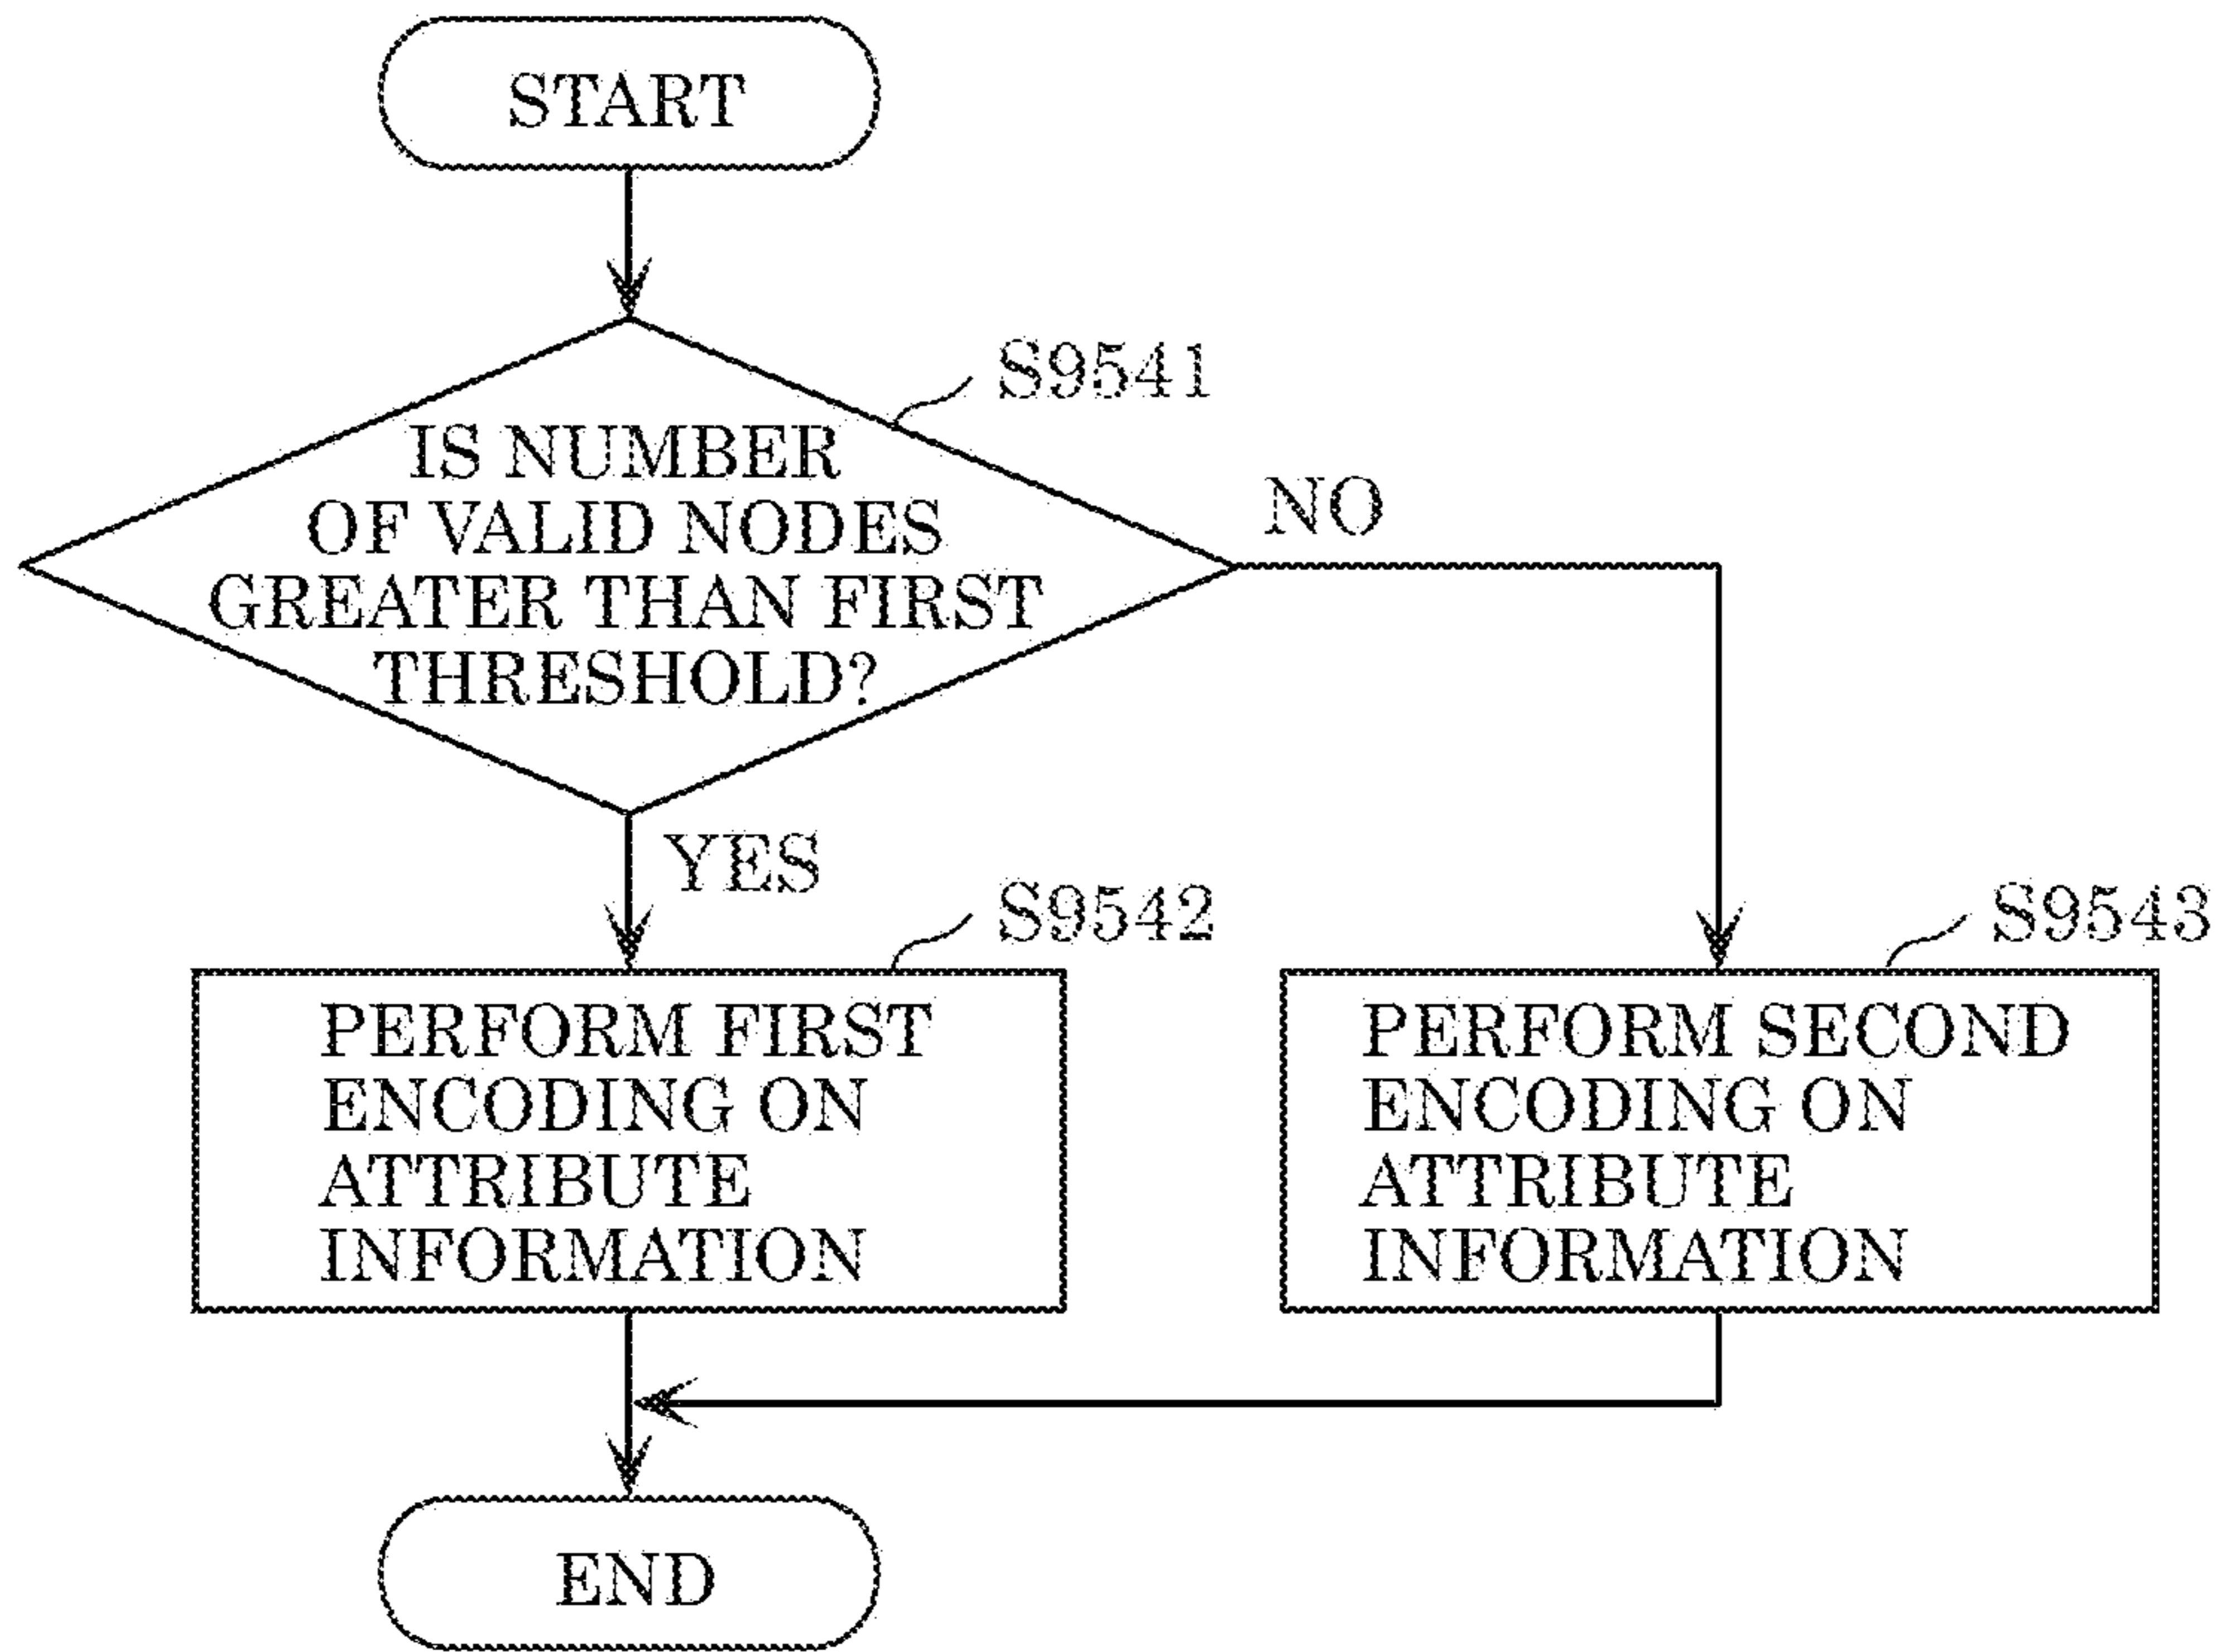 START
S9541
IS NUMBER
OF VALID NODES
GREATER THAN FIRST
THRESHOLD?
NO
YES
S9542
PERFORM FIRST
ENCODING ON
ATTRIBUTE
INFORMATION
S9543
PERFORM SECOND
ENCODING ON
ATTRIBUTE
INFORMATION
END